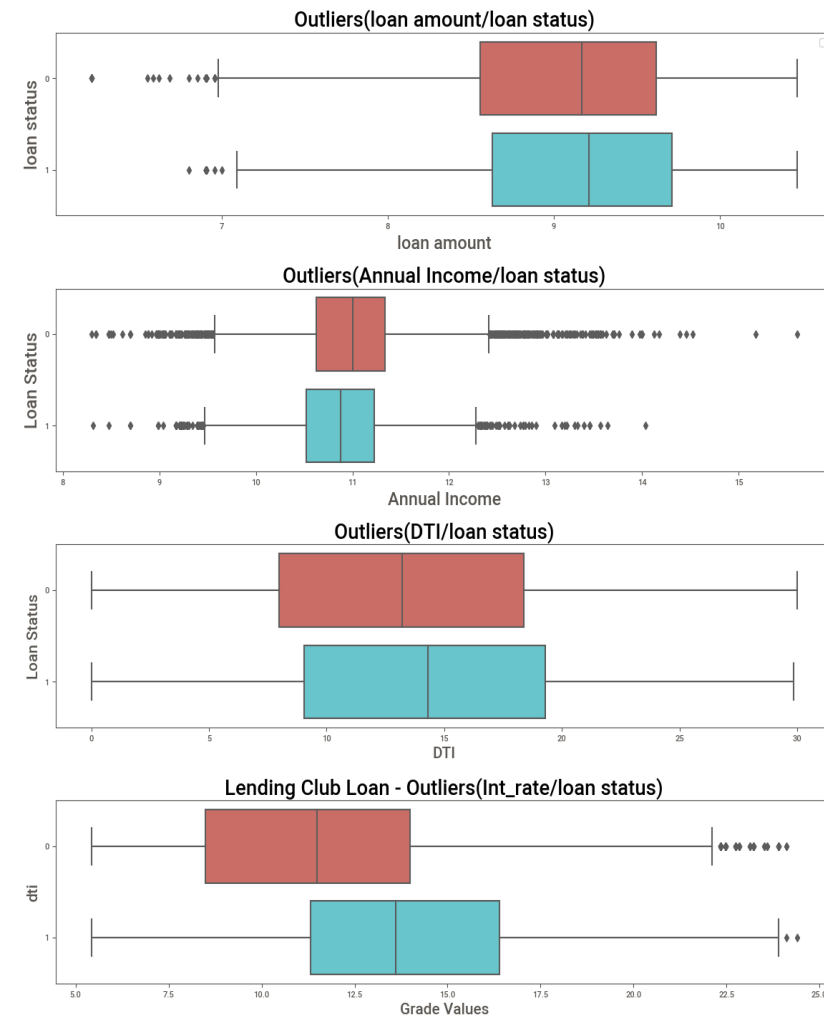 Outliers(loan amount/loan status)
loan status
0
1
7 8 9 10
loan amount
Outliers(Annual Income/loan status)
Loan Status
0
1
8 9 10 11 12 13 14 15
Annual Income
Outliers(DTI/loan status)
Loan Status
0
1
0 5 10 15 20 25 30
DTI
Lending Club Loan - Outliers(Int_rate/loan status)
dti
0
1
5.0 7.5 10.0 12.5 15.0 17.5 20.0 22.5 25.0
Grade Values